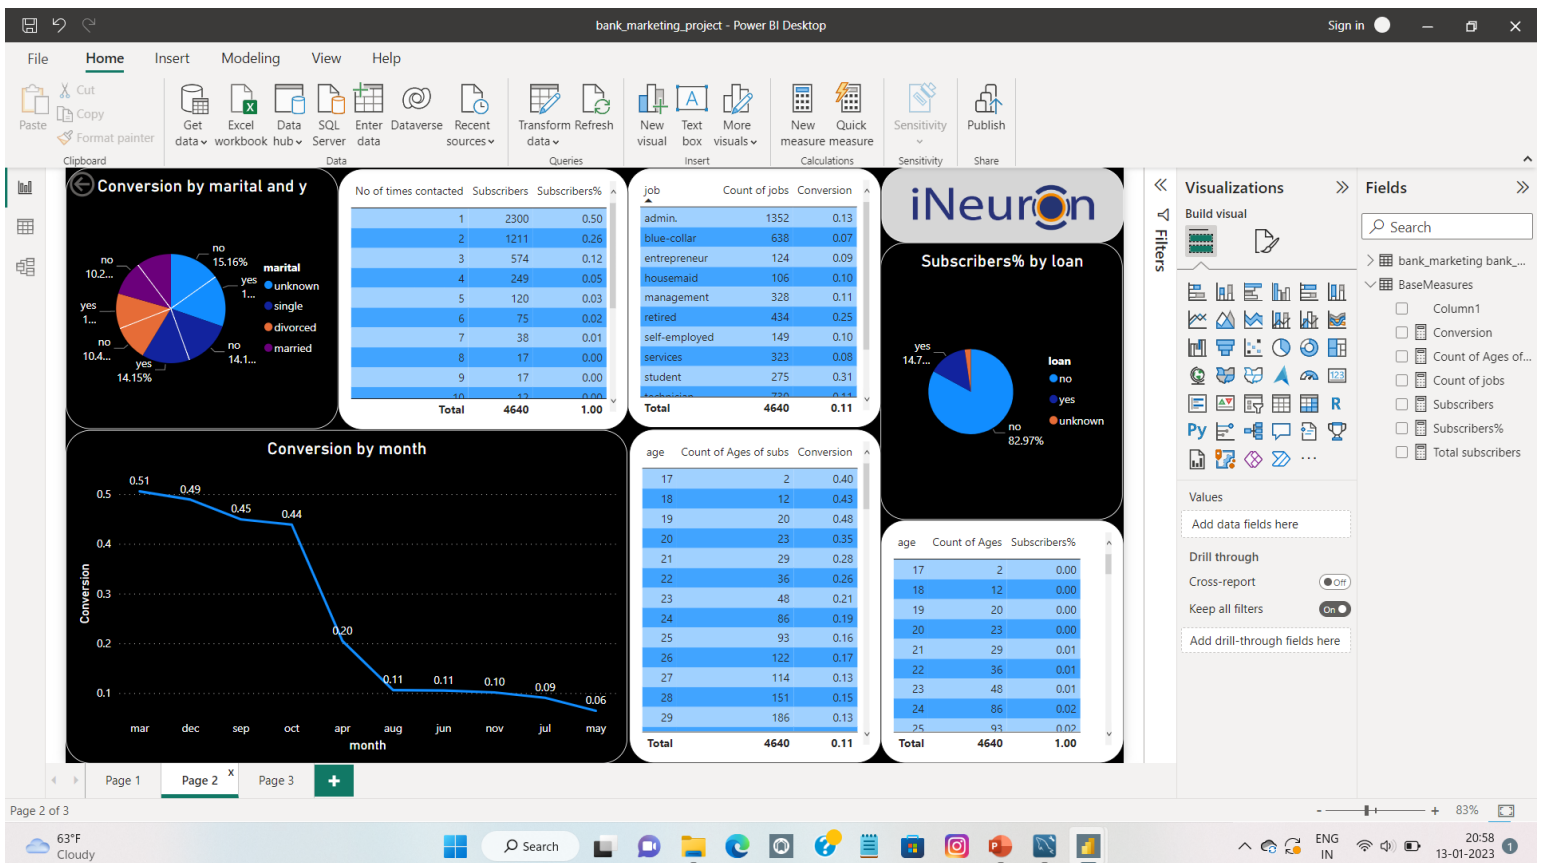 bank_marketing_project - Power BI Desktop
Sign in
File Home Insert Modeling View Help
Paste
Cut
Copy
Format painter
Get data
Excel workbook
Data hub
SQL Server
Enter data
Dataverse
Recent sources
Transform data
Refresh
New visual
Text box
More visuals
New measure
Quick measure
Sensitivity
Publish
Clipboard Data Queries Insert Calculations Sensitivity Share
Conversion by marital and y
no
15.16%
yes
1...
no
14.1...
yes
14.15%
no
10.4...
yes
1...
no
10.2...
marital
unknown
single
divorced
married
No of times contacted Subscribers Subscribers%
1 2300 0.50
2 1211 0.26
3 574 0.12
4 249 0.05
5 120 0.03
6 75 0.02
7 38 0.01
8 17 0.00
9 17 0.00
10 12 0.00
Total 4640 1.00
job Count of jobs Conversion
admin. 1352 0.13
blue-collar 638 0.07
entrepreneur 124 0.09
housemaid 106 0.10
management 328 0.11
retired 434 0.25
self-employed 149 0.10
services 323 0.08
student 275 0.31
technician 730 0.11
Total 4640 0.11
iNeuron
Subscribers% by loan
yes
14.7...
no
82.97%
loan
no
yes
unknown
Conversion by month
Conversion
0.5
0.4
0.3
0.2
0.1
0.51
0.49
0.45
0.44
0.20
0.11
0.11
0.10
0.09
0.06
mar dec sep oct apr aug jun nov jul may
month
age Count of Ages of subs Conversion
17 2 0.40
18 12 0.43
19 20 0.48
20 23 0.35
21 29 0.28
22 36 0.26
23 48 0.21
24 86 0.19
25 93 0.16
26 122 0.17
27 114 0.13
28 151 0.15
29 186 0.13
Total 4640 0.11
age Count of Ages Subscribers%
17 2 0.00
18 12 0.00
19 20 0.00
20 23 0.00
21 29 0.01
22 36 0.01
23 48 0.01
24 86 0.02
25 93 0.02
Total 4640 1.00
Filters
Visualizations
Build visual
123
R
Py
...
Values
Add data fields here
Drill through
Cross-report
Off
Keep all filters
On
Add drill-through fields here
Fields
Search
bank_marketing bank_...
BaseMeasures
Column1
Conversion
Count of Ages of...
Count of jobs
Subscribers
Subscribers%
Total subscribers
Page 1 Page 2 x Page 3 +
Page 2 of 3
- + 83%
63°F
Cloudy
Search
ENG
IN
20:58
13-01-2023
1